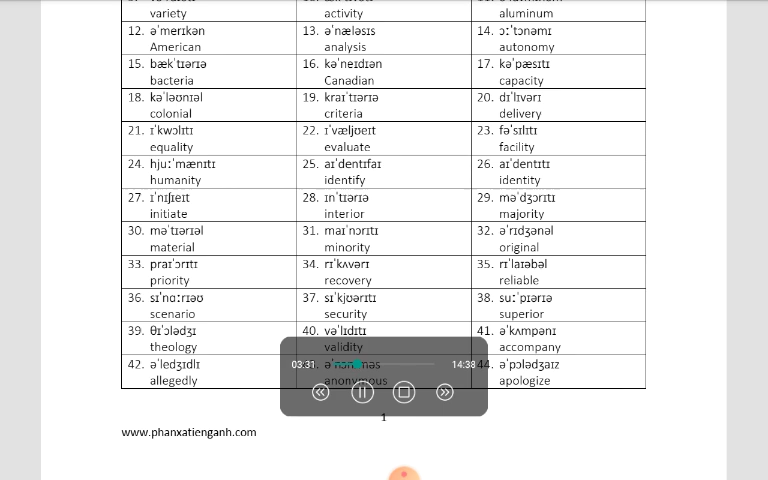 variety activity aluminum
12. əˈmerɪkən 13. əˈnæləsɪs 14. ɔːˈtɒnəmɪ
American analysis autonomy
15. bækˈtɪərɪə 16. kəˈneɪdɪən 17. kəˈpæsɪtɪ
bacteria Canadian capacity
18. kəˈləʊnɪəl 19. kraɪˈtɪərɪə 20. dɪˈlɪvərɪ
colonial criteria delivery
21. ɪˈkwɒlɪtɪ 22. ɪˈvæljʊeɪt 23. fəˈsɪlɪtɪ
equality evaluate facility
24. hjuːˈmænɪtɪ 25. aɪˈdentɪfaɪ 26. aɪˈdentɪtɪ
humanity identify identity
27. ɪˈnɪʃɪeɪt 28. ɪnˈtɪərɪə 29. məˈdʒɒrɪtɪ
initiate interior majority
30. məˈtɪərɪəl 31. maɪˈnɒrɪtɪ 32. əˈrɪdʒənəl
material minority original
33. praɪˈɒrɪtɪ 34. rɪˈkʌvərɪ 35. rɪˈlaɪəbəl
priority recovery reliable
36. sɪˈnɑːrɪəʊ 37. sɪˈkjʊərɪtɪ 38. suːˈpɪərɪə
scenario security superior
39. θɪˈɒlədʒɪ 40. vəˈlɪdɪtɪ 41. əˈkʌmpənɪ
theology validity accompany
42. əˈledʒɪdlɪ 03:31 14:38 44. əˈpɒlədʒaɪz
allegedly anonymous apologize
1
www.phanxatienganh.com